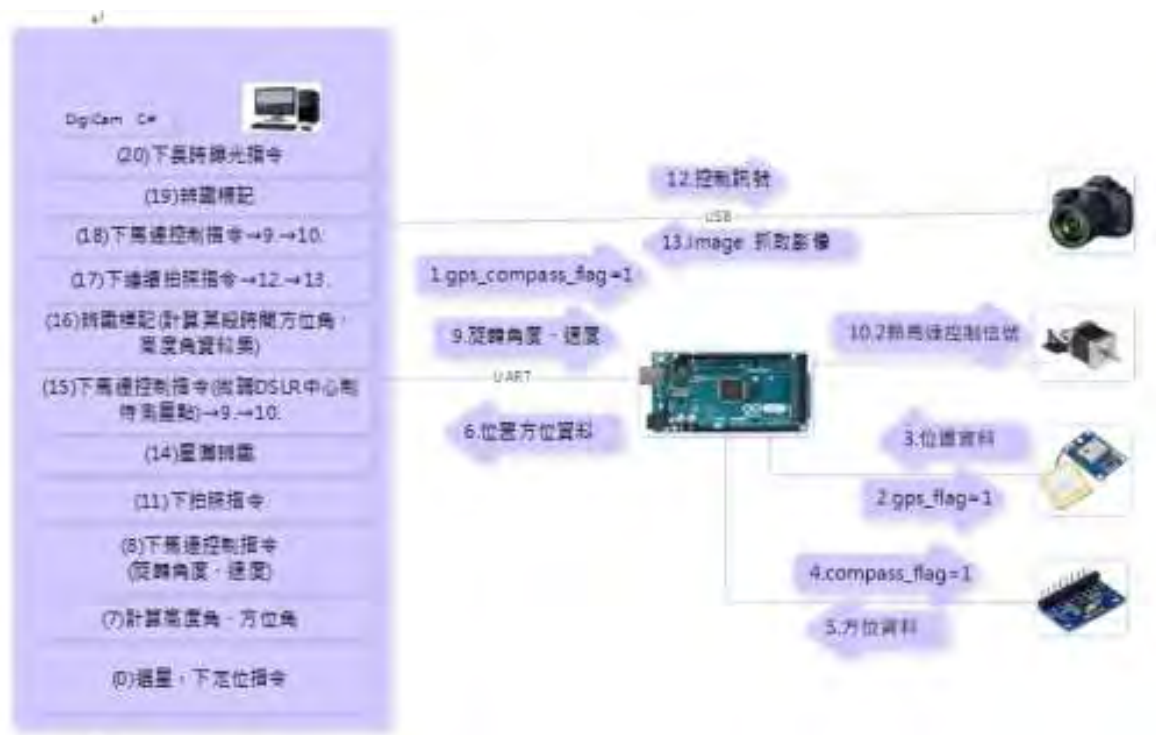 DigiCam C#
(20)下長時曝光指令
(19)辨識標記
(18)下馬達控制指令→9.→10.
(17)下連續拍照指令→12.→13.
(16)辨識標記(計算某段時間方位角、
高度角資料集)
(15)下馬達控制指令(微調DSLR中心制
待測星點)→9.→10.
(14)星圖辨識
(11)下拍照指令
(8)下馬達控制指令
(旋轉角度、速度)
(7)計算高度角、方位角
(0)選星，下定位指令
12.控制訊號
USB
13.Image 抓取影像
1.gps_compass_flag=1
9.旋轉角度、速度
UART
6.位置方位資料
10.2顆馬達控制信號
3.位置資料
2.gps_flag=1
4.compass_flag=1
5.方位資料